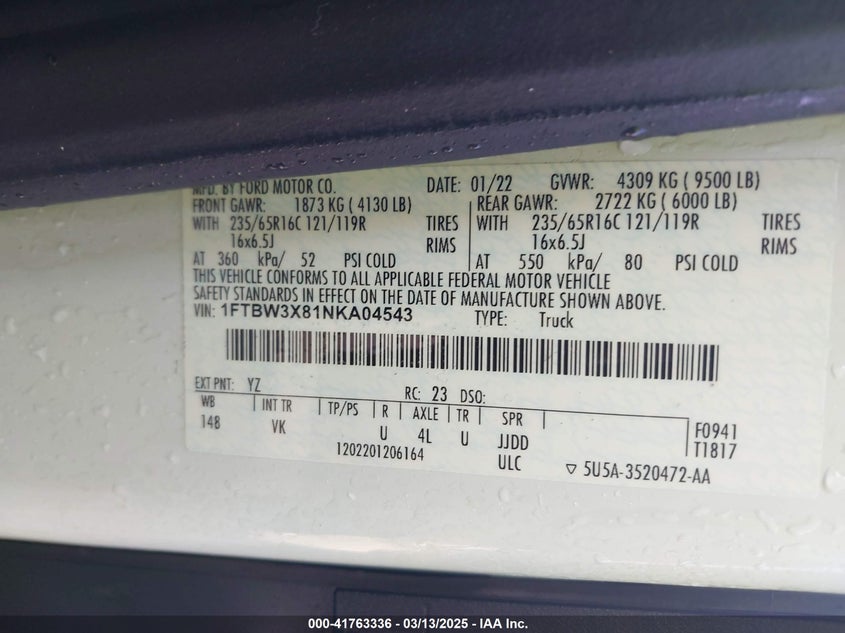 MFD. BY FORD MOTOR CO. DATE: 01/22 GVWR: 4309 KG ( 9500 LB)
FRONT GAWR: 1873 KG ( 4130 LB) REAR GAWR: 2722 KG ( 6000 LB)
WITH 235/65R16C 121/119R TIRES WITH 235/65R16C 121/119R TIRES
16x6.5J RIMS 16x6.5J RIMS
AT 360 kPa/ 52 PSI COLD AT 550 kPa/ 80 PSI COLD
THIS VEHICLE CONFORMS TO ALL APPLICABLE FEDERAL MOTOR VEHICLE
SAFETY STANDARDS IN EFFECT ON THE DATE OF MANUFACTURE SHOWN ABOVE.
VIN: 1FTBW3X81NKA04543 TYPE: Truck
EXT PNT: YZ RC: 23 DSO:
WB INT TR TP/PS R AXLE TR SPR
148 VK U 4L U JJDD F0941
1202201206164 ULC T1817
5U5A-3520472-AA
000-41763336 - 03/13/2025 - IAA Inc.